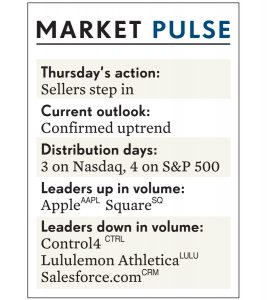 MARKET PULSE
Thursday's action:
Sellers step in
Current outlook:
Confirmed uptrend
Distribution days:
3 on Nasdaq, 4 on S&P 500
Leaders up in volume:
Apple AAPL Square SQ
Leaders down in volume:
Control4 CTRL
Lululemon Athletica LULU
Salesforce.com CRM